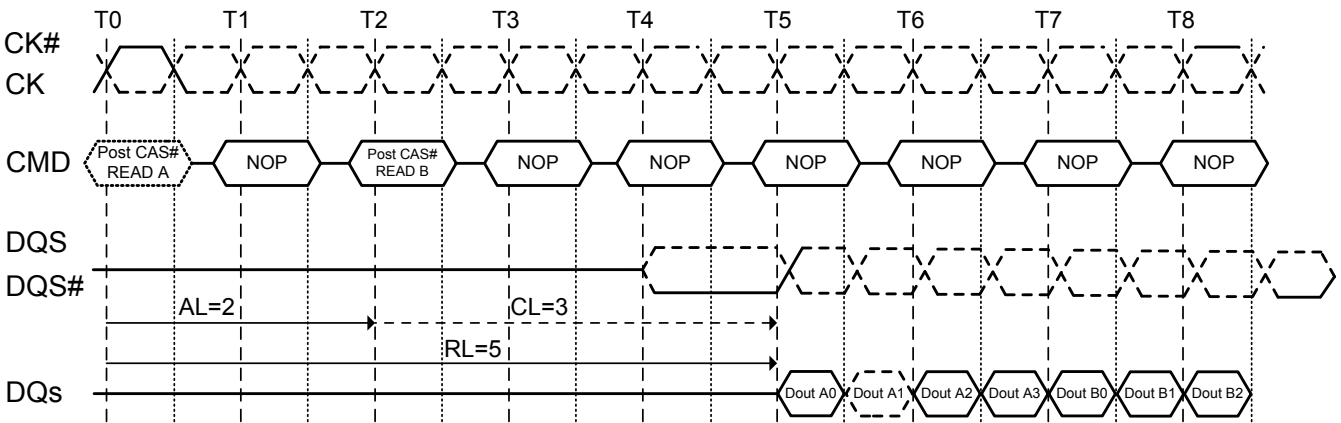 T0 T1 T2 T3 T4 T5 T6 T7 T8
CK#
CK
CMD Post CAS# READ A NOP Post CAS# READ B NOP NOP NOP NOP NOP NOP
DQS
DQS#
AL=2 CL=3
RL=5
DQs Dout A0 Dout A1 Dout A2 Dout A3 Dout B0 Dout B1 Dout B2